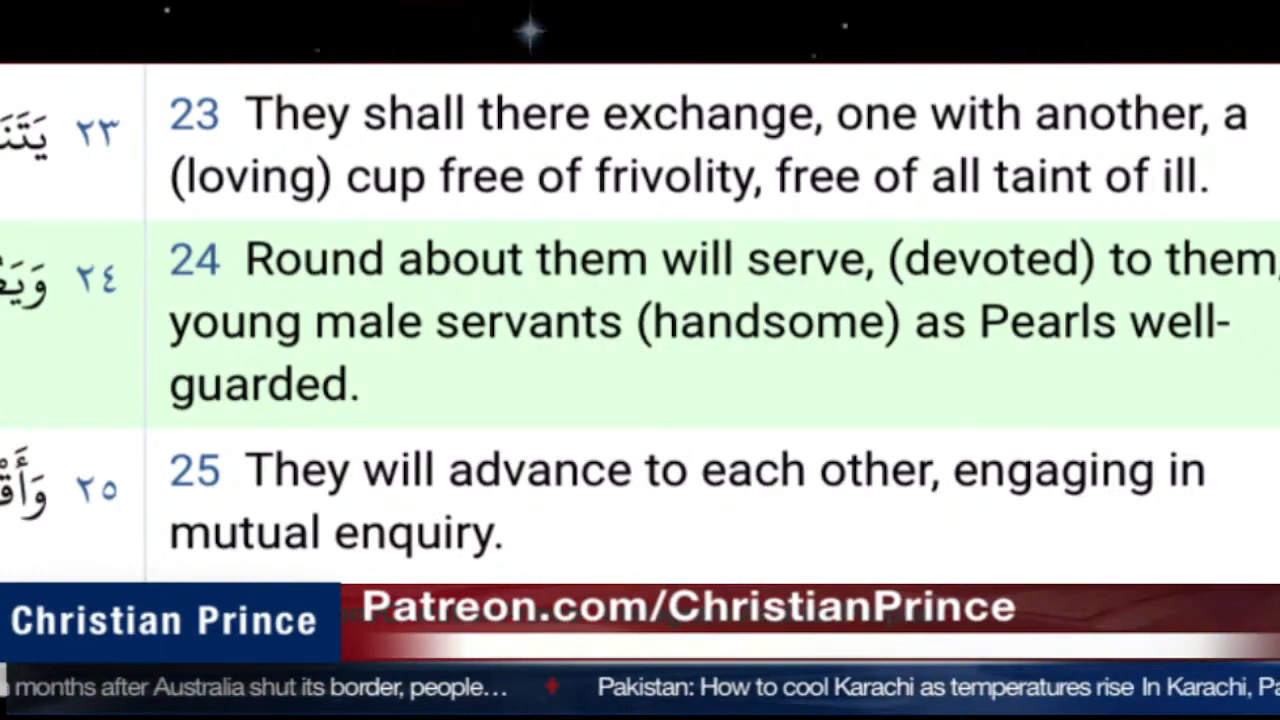 يَتَنَ ٢٣ 23 They shall there exchange, one with another, a
(loving) cup free of frivolity, free of all taint of ill.
٢٤ 24 Round about them will serve, (devoted) to them,
young male servants (handsome) as Pearls well-
guarded.
٢٥ 25 They will advance to each other, engaging in
mutual enquiry.
Christian Prince
Patreon.com/ChristianPrince
months after Australia shut its border, people... Pakistan: How to cool Karachi as temperatures rise In Karachi, Pa